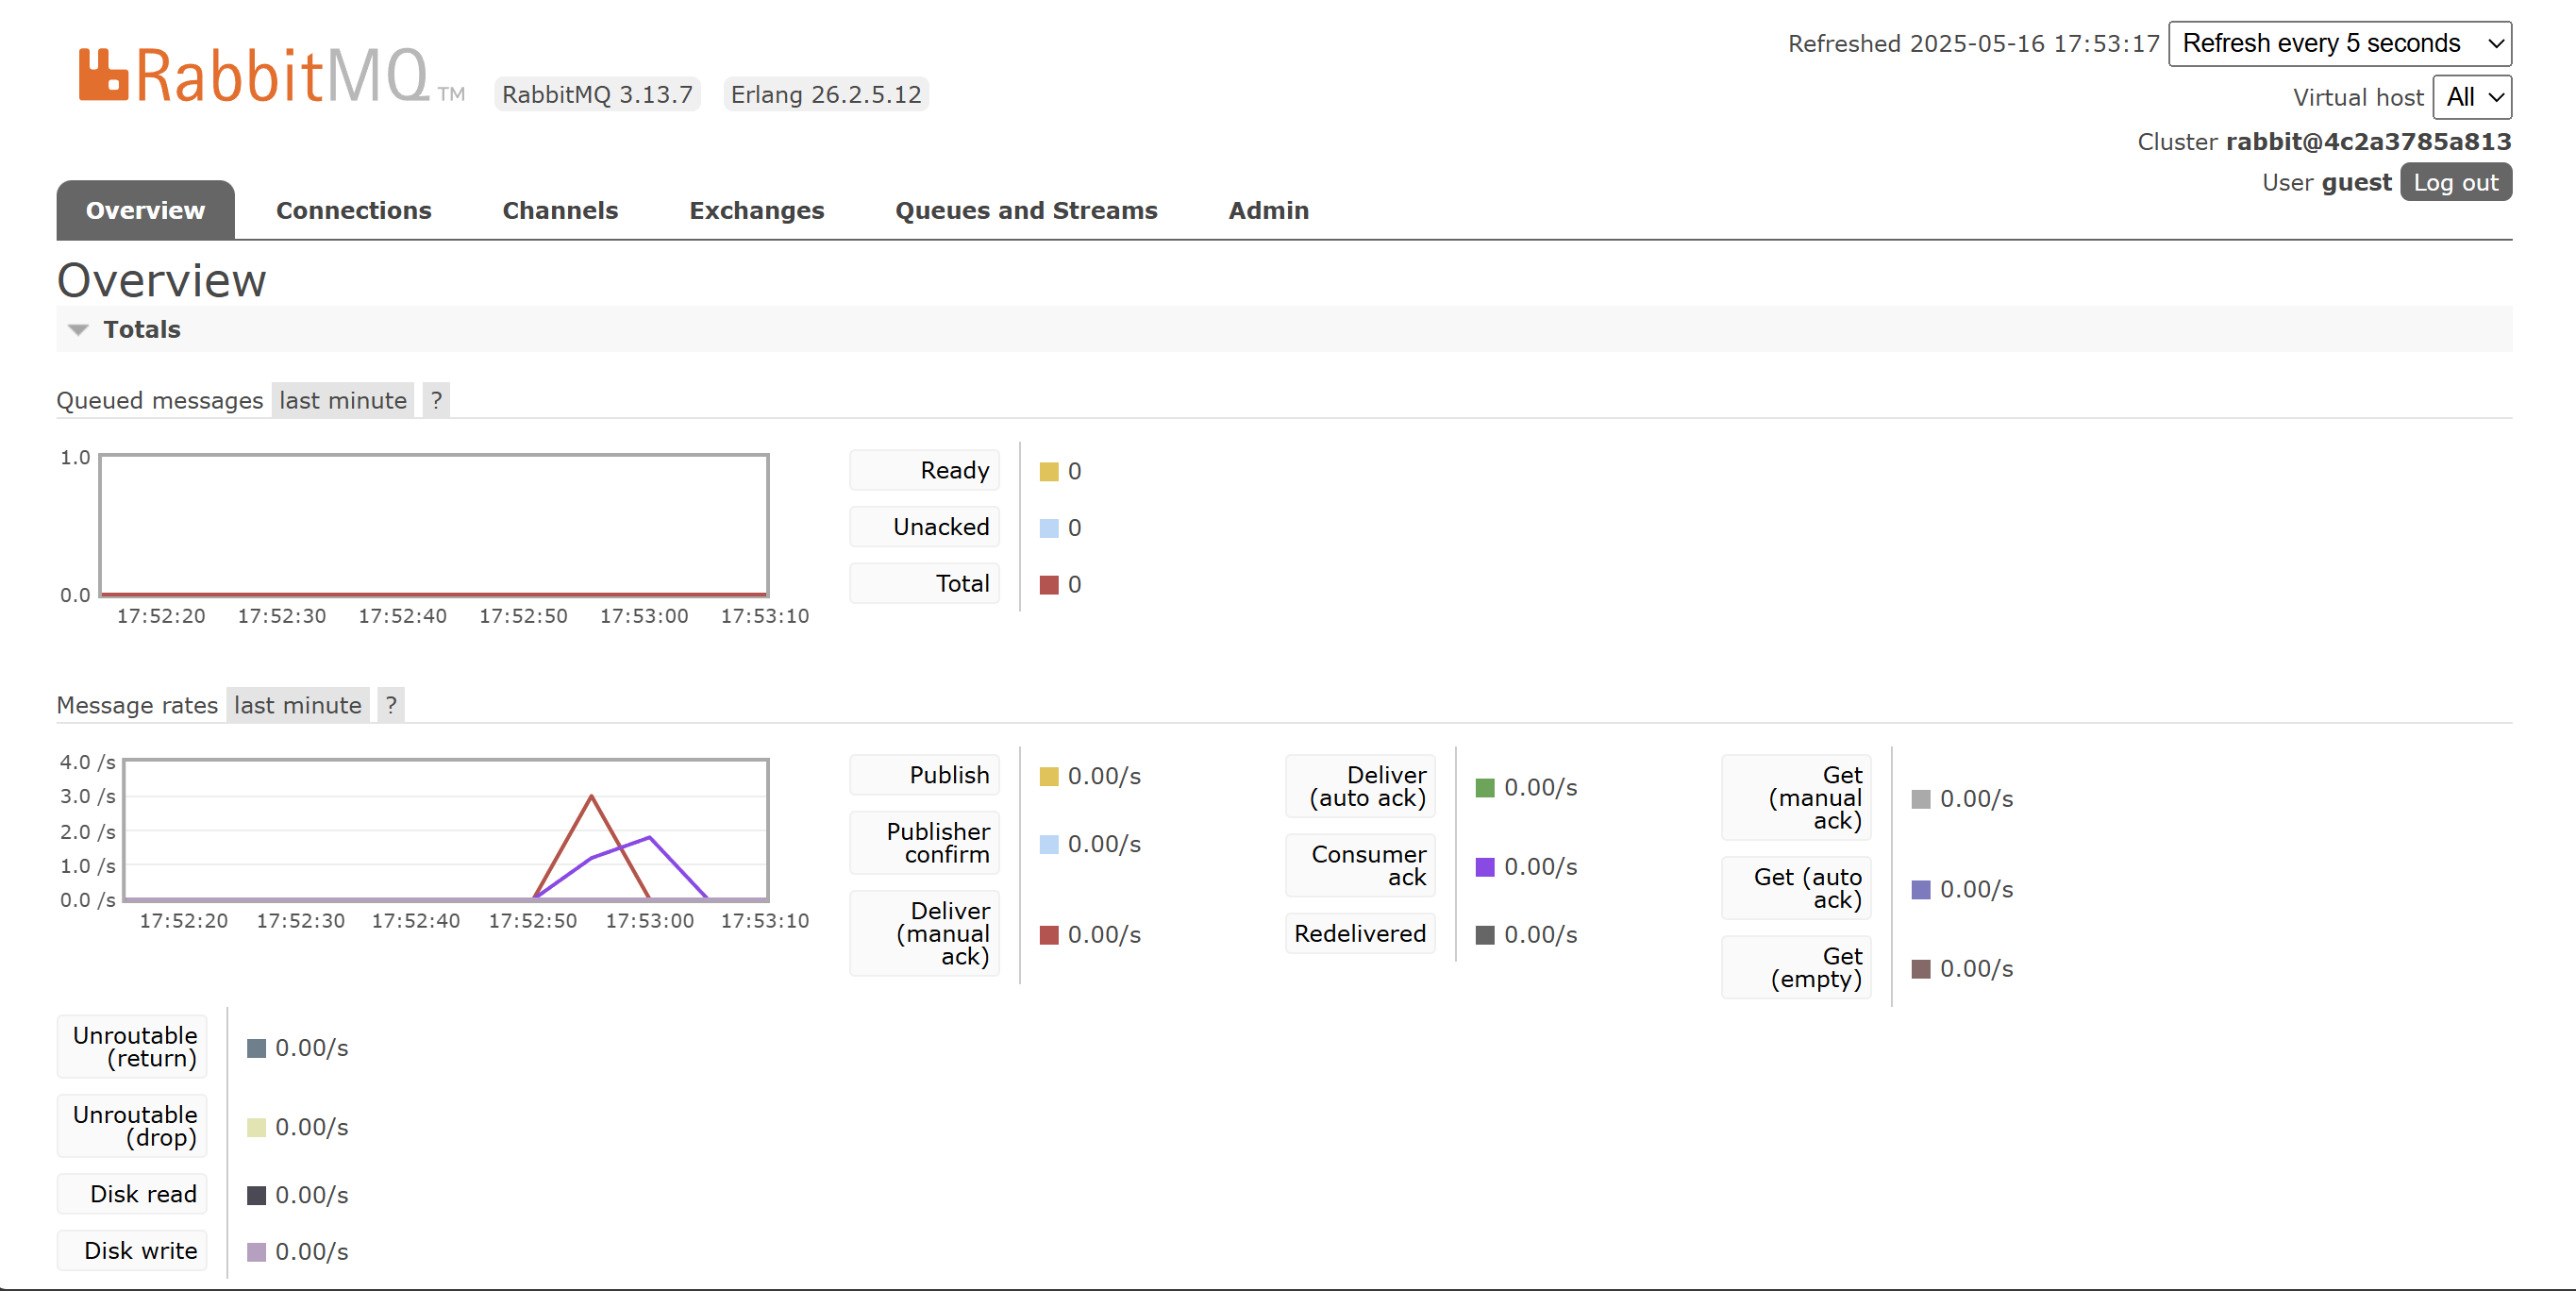 RabbitMQ TM
RabbitMQ 3.13.7
Erlang 26.2.5.12
Refreshed 2025-05-16 17:53:17
Refresh every 5 seconds
Virtual host
All
Cluster rabbit@4c2a3785a813
User guest
Log out
Overview
Connections
Channels
Exchanges
Queues and Streams
Admin
Overview
Totals
Queued messages last minute ?
1.0
0.0
17:52:20 17:52:30 17:52:40 17:52:50 17:53:00 17:53:10
Ready
0
Unacked
0
Total
0
Message rates last minute ?
4.0 /s
3.0 /s
2.0 /s
1.0 /s
0.0 /s
17:52:20 17:52:30 17:52:40 17:52:50 17:53:00 17:53:10
Publish
0.00/s
Publisher
confirm
0.00/s
Deliver
(manual
ack)
0.00/s
Deliver
(auto ack)
0.00/s
Consumer
ack
0.00/s
Redelivered
0.00/s
Get
(manual
ack)
0.00/s
Get (auto
ack)
0.00/s
Get
(empty)
0.00/s
Unroutable
(return)
0.00/s
Unroutable
(drop)
0.00/s
Disk read
0.00/s
Disk write
0.00/s